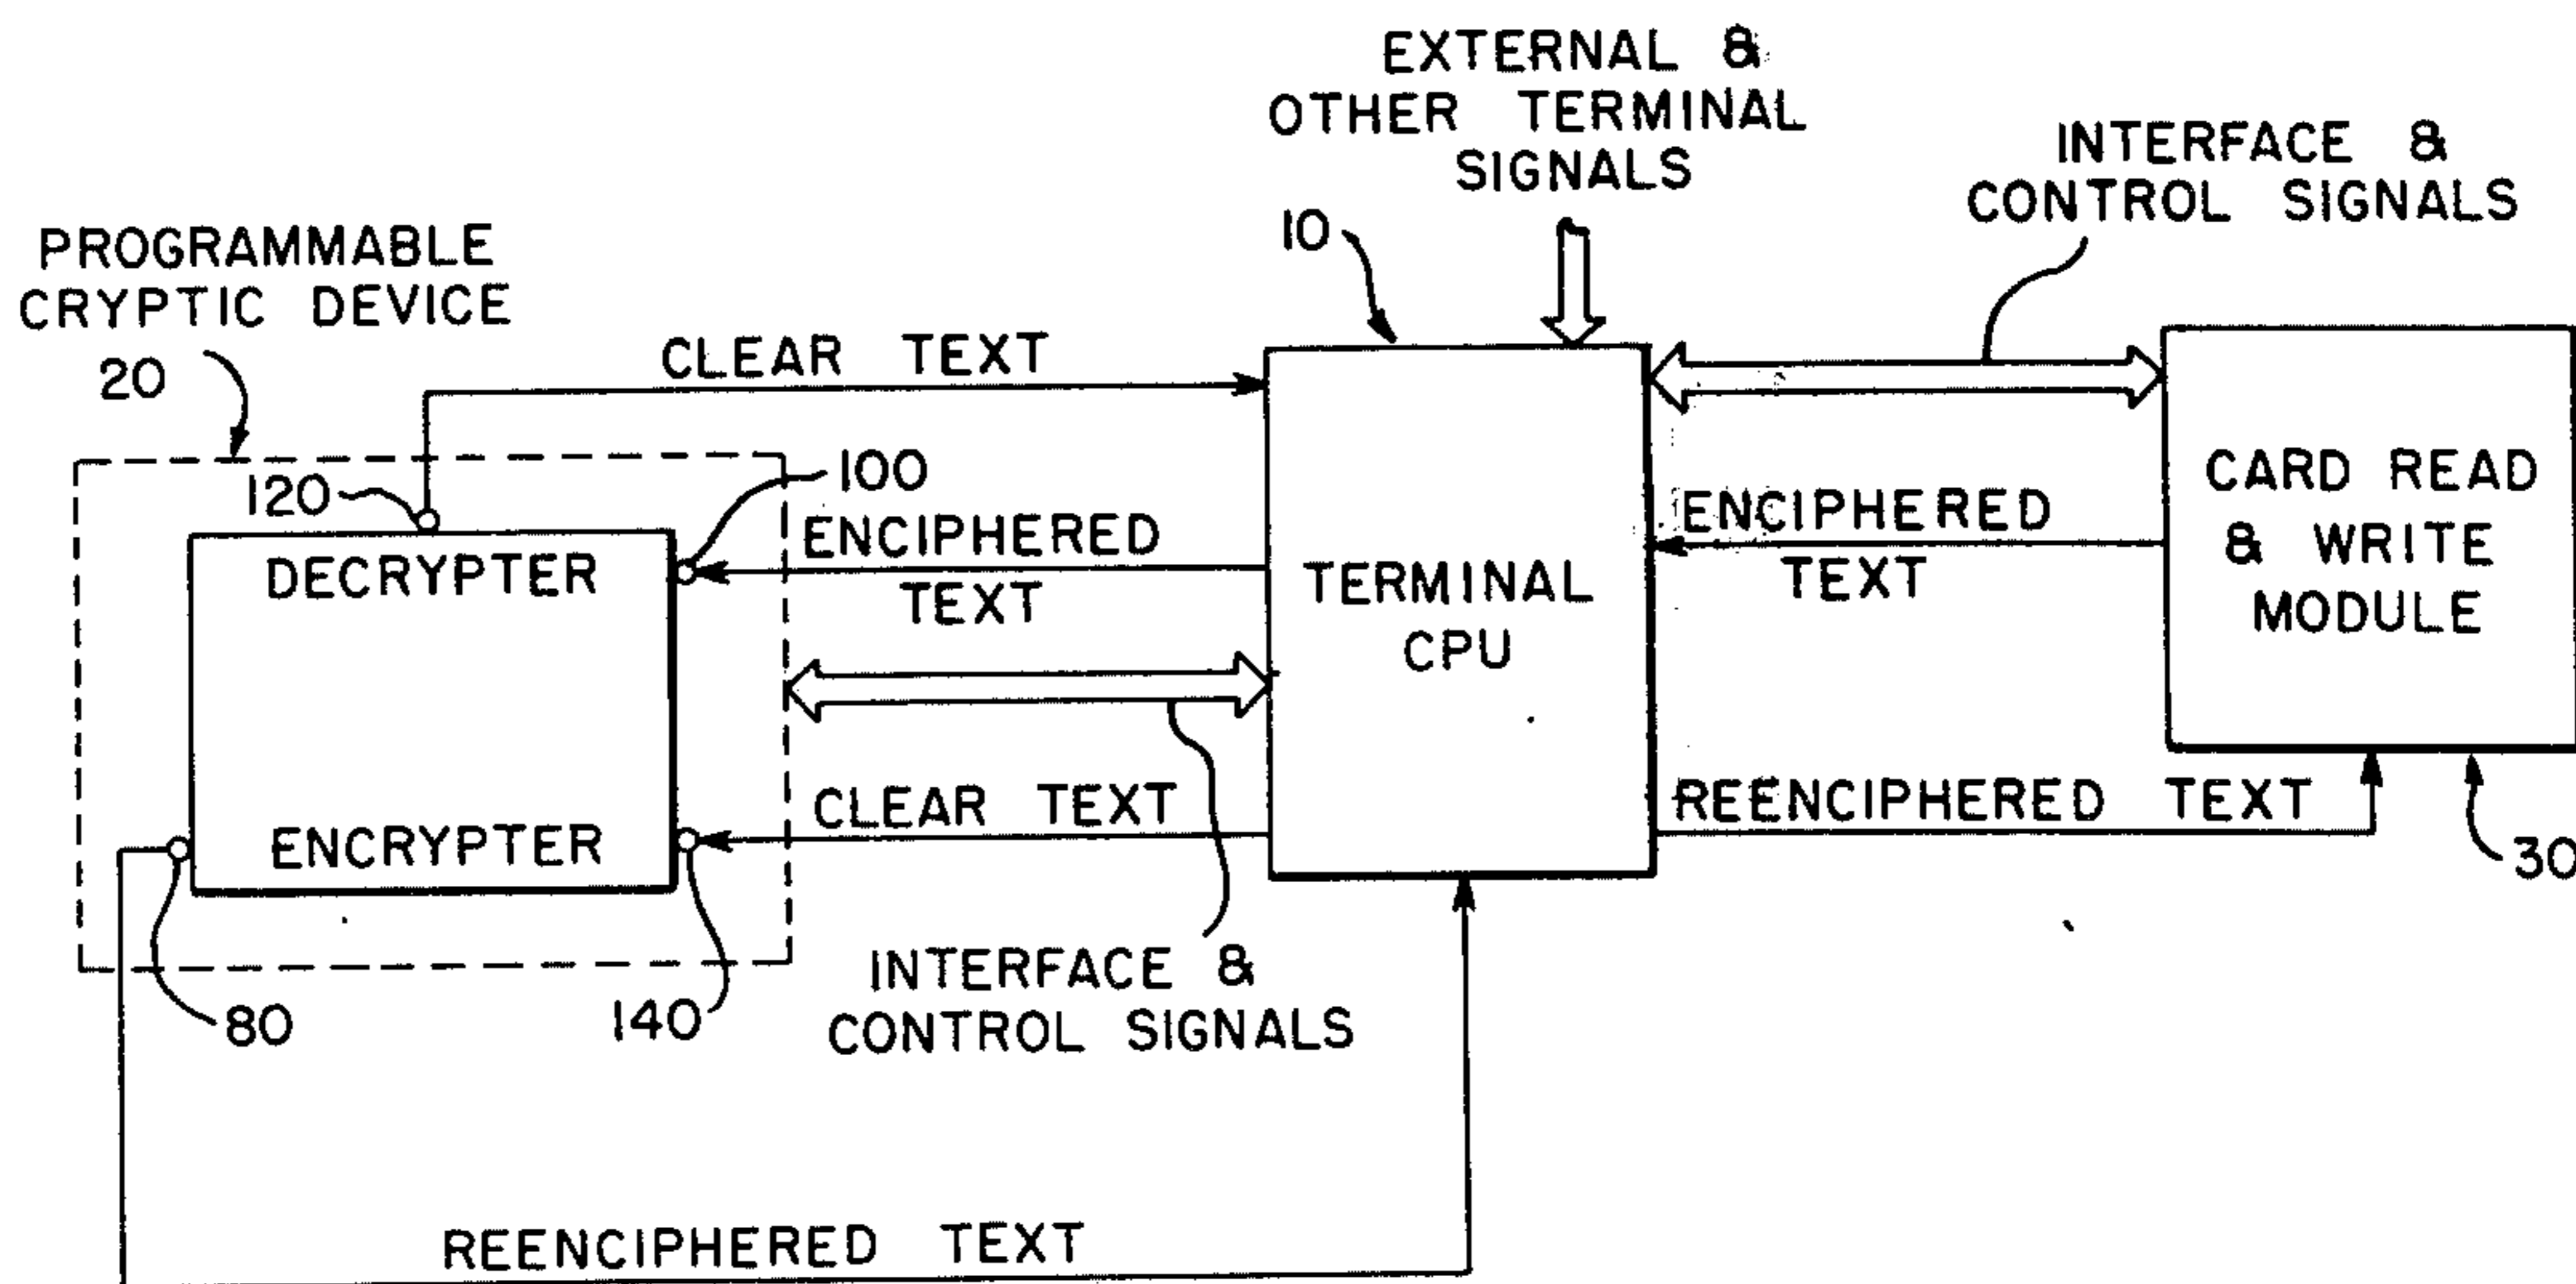 EXTERNAL &
OTHER TERMINAL
SIGNALS
INTERFACE &
CONTROL SIGNALS
10
PROGRAMMABLE
CRYPTIC DEVICE
20
CLEAR TEXT
120
100
ENCIPHERED
TEXT
DECRYPTER
ENCRYPTER
TERMINAL
CPU
ENCIPHERED
TEXT
CARD READ
& WRITE
MODULE
CLEAR TEXT
REENCIPHERED TEXT
30
80
140
INTERFACE &
CONTROL SIGNALS
REENCIPHERED TEXT